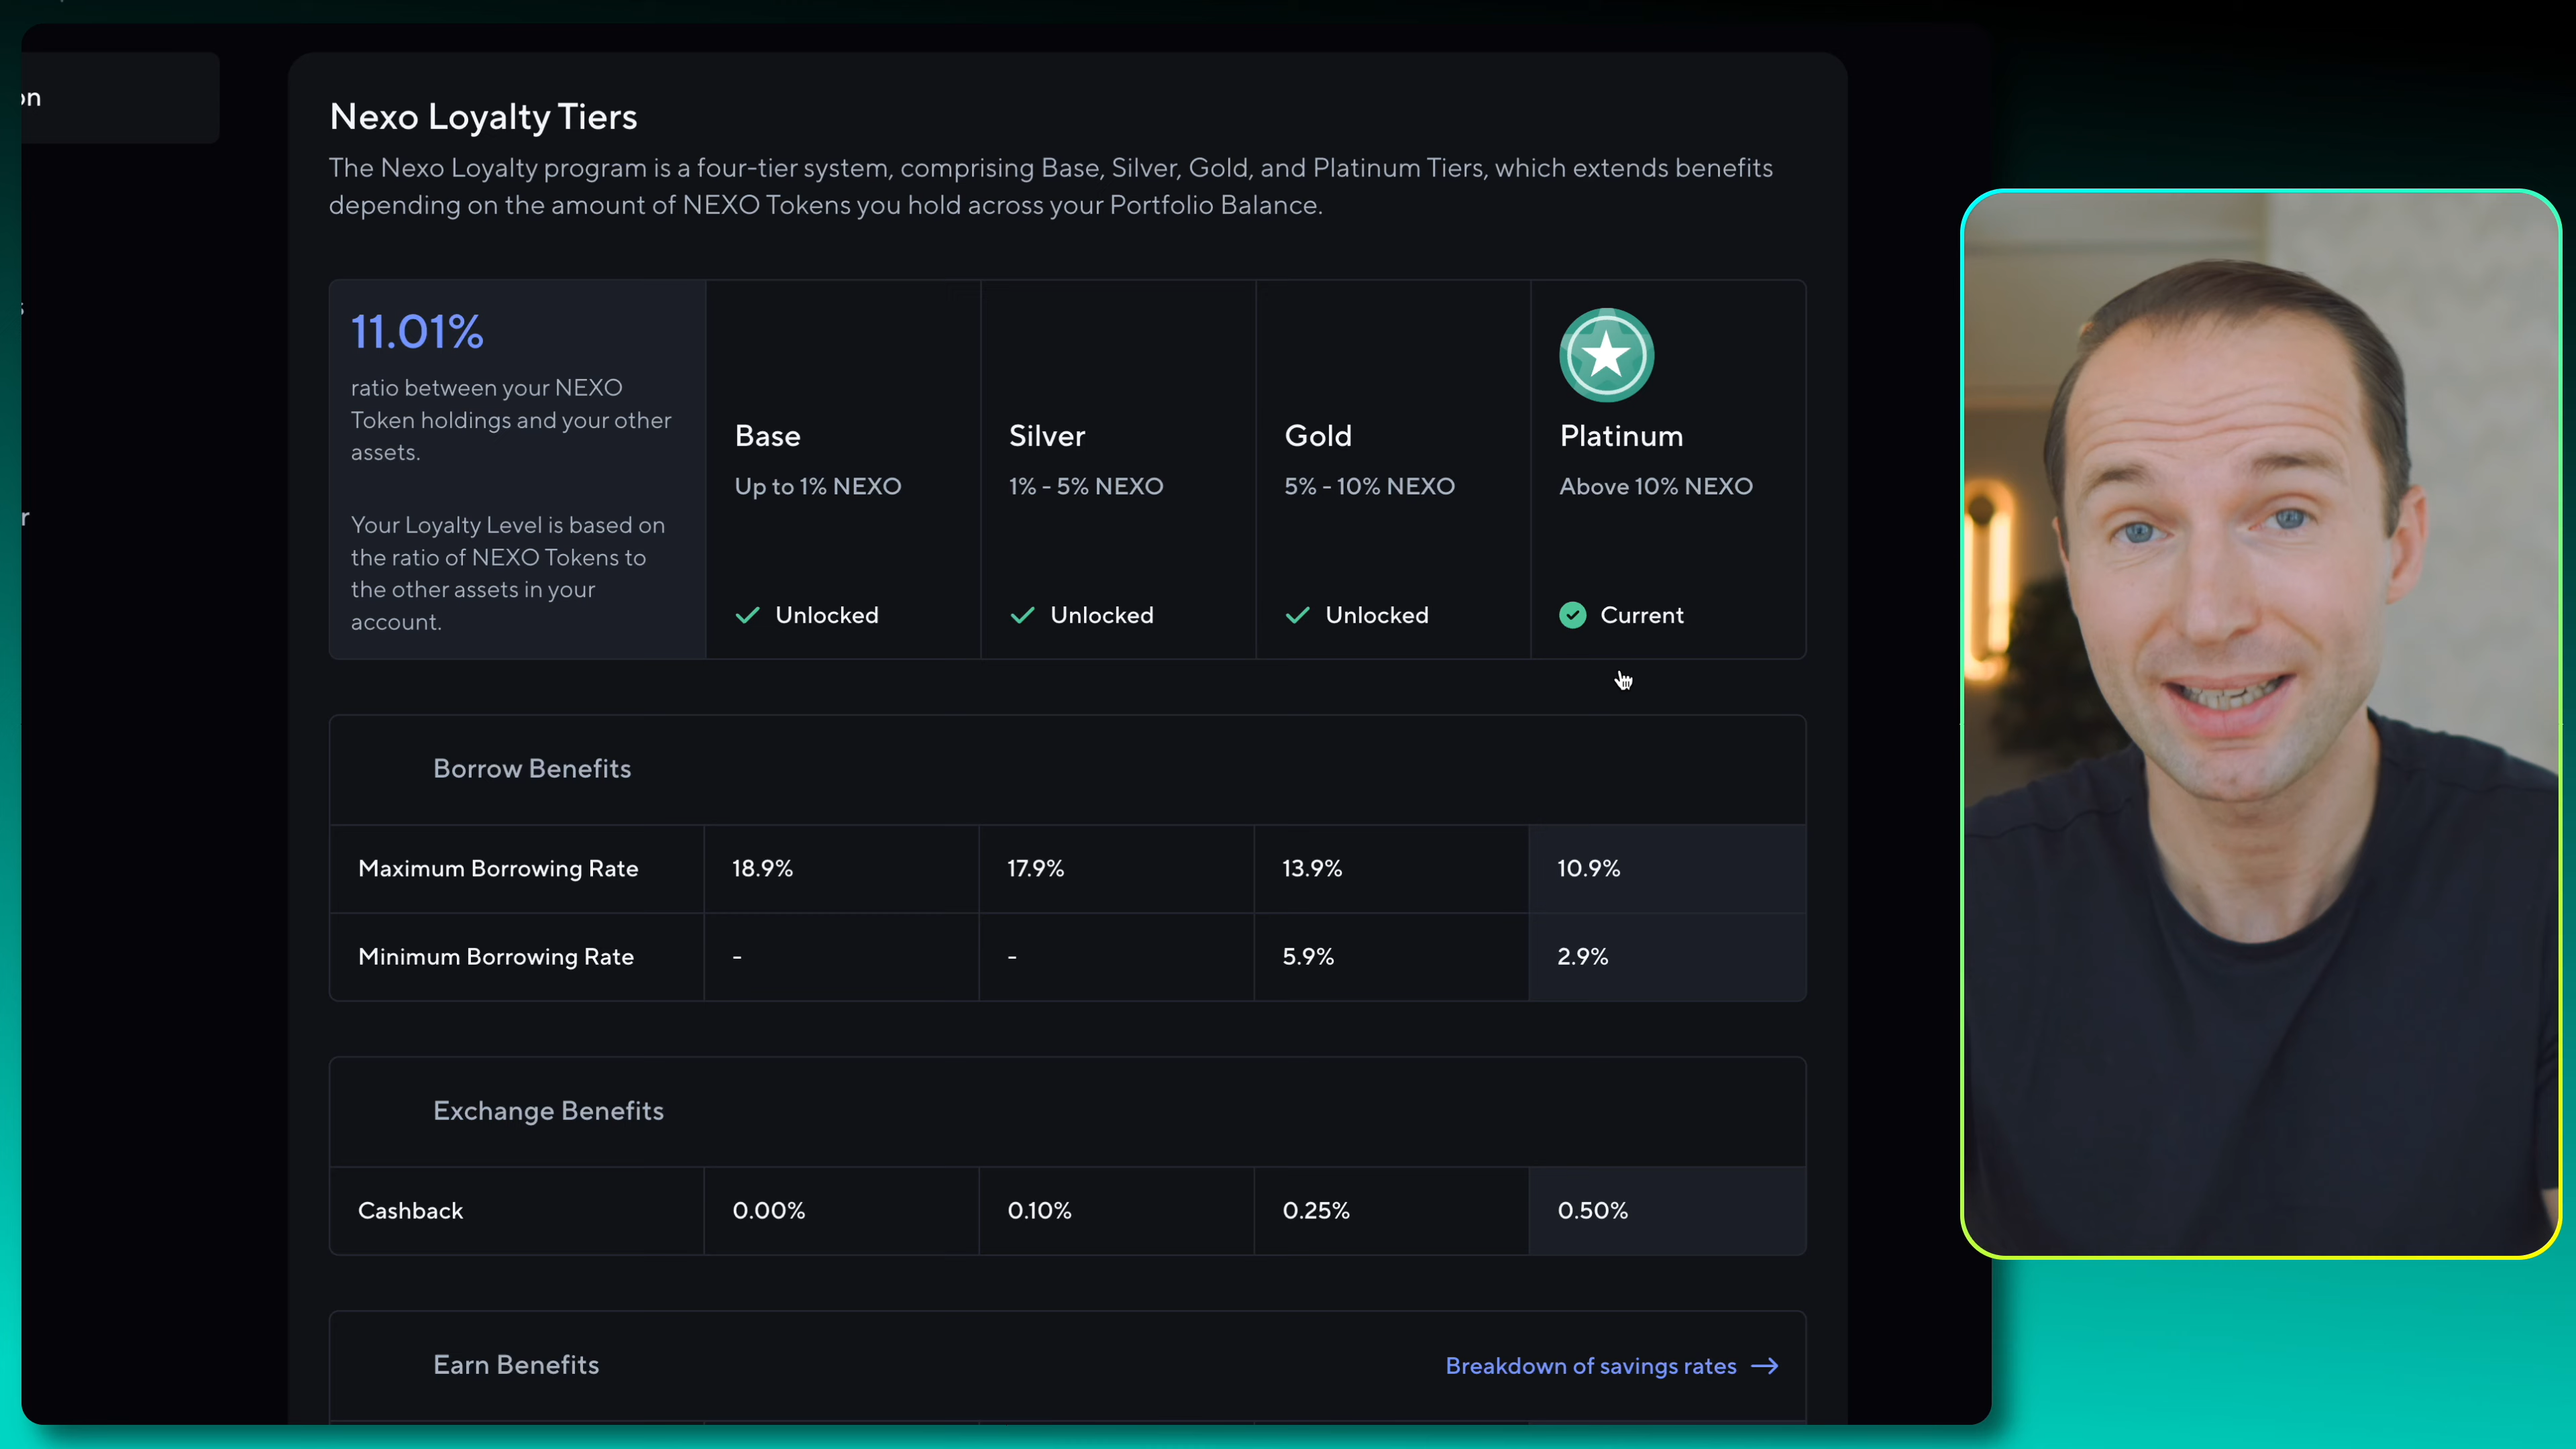 Nexo Loyalty Tiers
The Nexo Loyalty program is a four-tier system, comprising Base, Silver, Gold, and Platinum Tiers, which extends benefits
depending on the amount of NEXO Tokens you hold across your Portfolio Balance.
11.01%
ratio between your NEXO
Token holdings and your other
assets.
Your Loyalty Level is based on
the ratio of NEXO Tokens to
the other assets in your
account.
Base
Up to 1% NEXO
Unlocked
Silver
1% - 5% NEXO
Unlocked
Gold
5% - 10% NEXO
Unlocked
Platinum
Above 10% NEXO
Current
Borrow Benefits
Maximum Borrowing Rate 18.9% 17.9% 13.9% 10.9%
Minimum Borrowing Rate - - 5.9% 2.9%
Exchange Benefits
Cashback 0.00% 0.10% 0.25% 0.50%
Earn Benefits
Breakdown of savings rates →